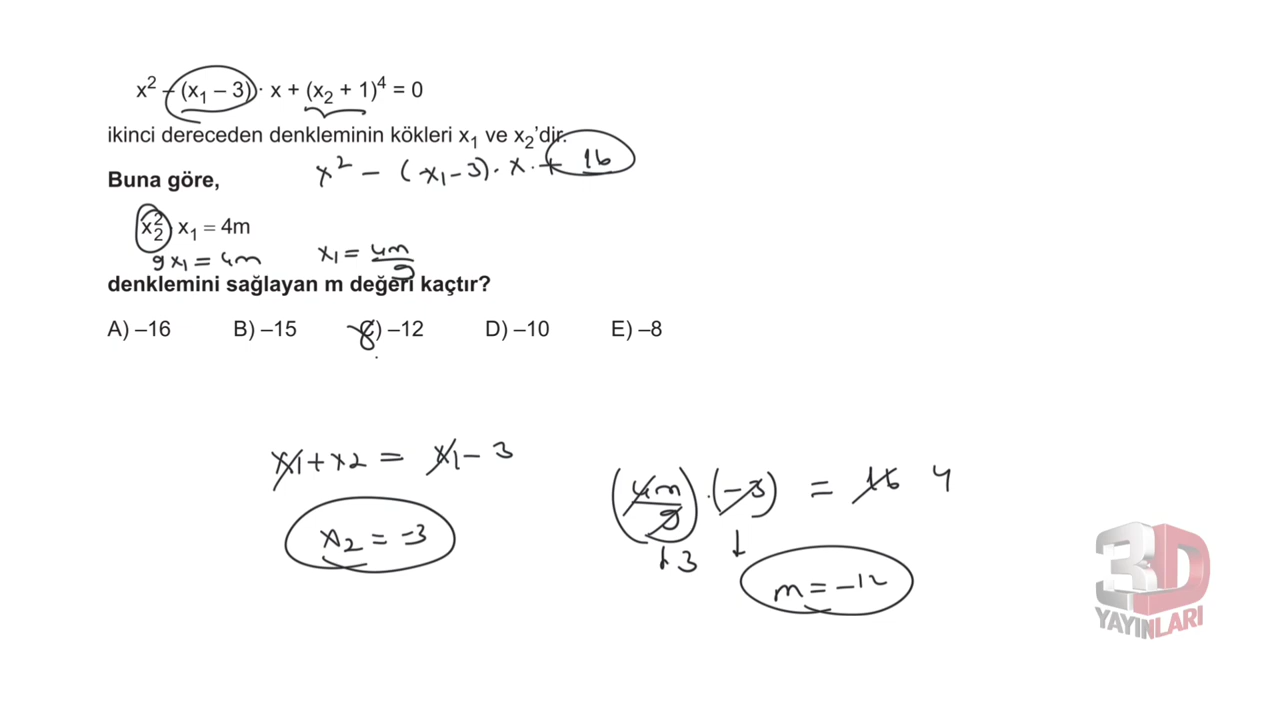 x² – (x₁ – 3) · x + (x₂ + 1)⁴ = 0
ikinci dereceden denkleminin kökleri x₁ ve x₂'dir.
x² – (x₁ – 3) · x · + 16
Buna göre,
x₂² · x₁ = 4m
9x₁ = 4m x₁ = 4m/9
denklemini sağlayan m değeri kaçtır?
A) –16 B) –15 C) –12 D) –10 E) –8
x₁ + x₂ = x₁ – 3
x₂ = –3
(4m/9) · (–3) = 16 4
3
m = –12
3D
YAYINLARI